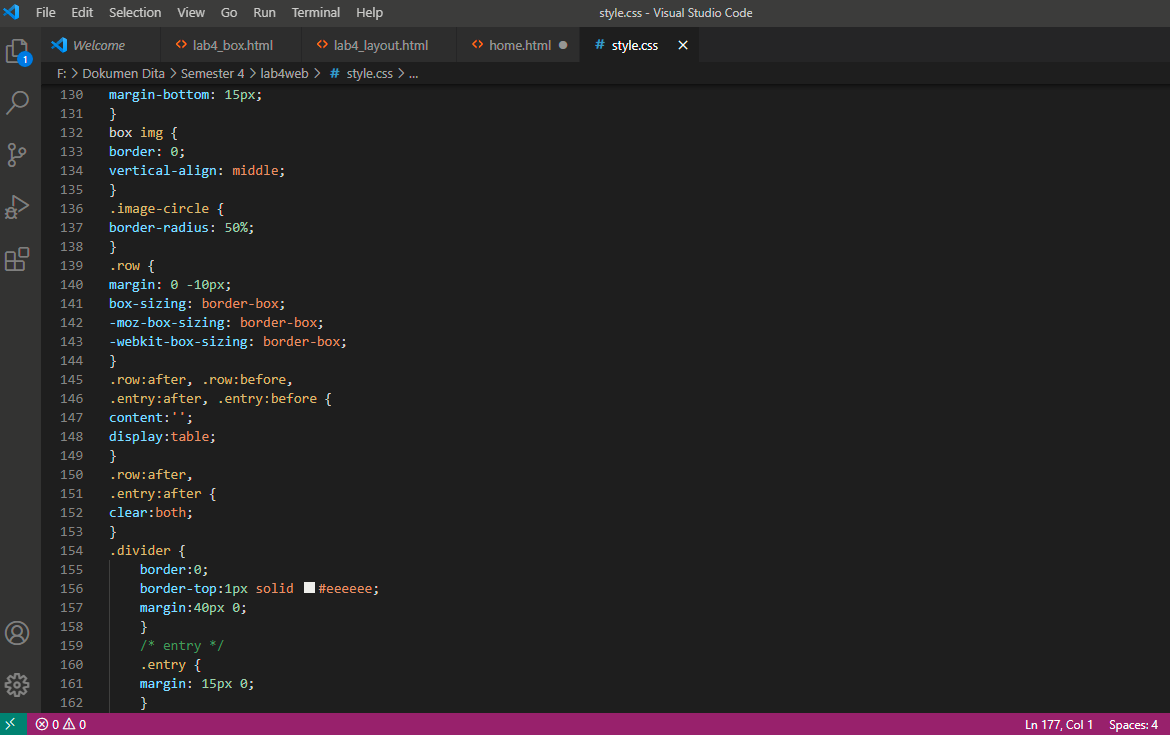 File Edit Selection View Go Run Terminal Help style.css - Visual Studio Code
Welcome lab4_box.html lab4_layout.html home.html # style.css
F: > Dokumen Dita > Semester 4 > lab4web > # style.css > ...
1
130 margin-bottom: 15px;
131 }
132 box img {
133 border: 0;
134 vertical-align: middle;
135 }
136 .image-circle {
137 border-radius: 50%;
138 }
139 .row {
140 margin: 0 -10px;
141 box-sizing: border-box;
142 -moz-box-sizing: border-box;
143 -webkit-box-sizing: border-box;
144 }
145 .row:after, .row:before,
146 .entry:after, .entry:before {
147 content:'';
148 display:table;
149 }
150 .row:after,
151 .entry:after {
152 clear:both;
153 }
154 .divider {
155     border:0;
156     border-top:1px solid #eeeeee;
157     margin:40px 0;
158     }
159     /* entry */
160     .entry {
161     margin: 15px 0;
162     }
0 0 Ln 177, Col 1 Spaces: 4